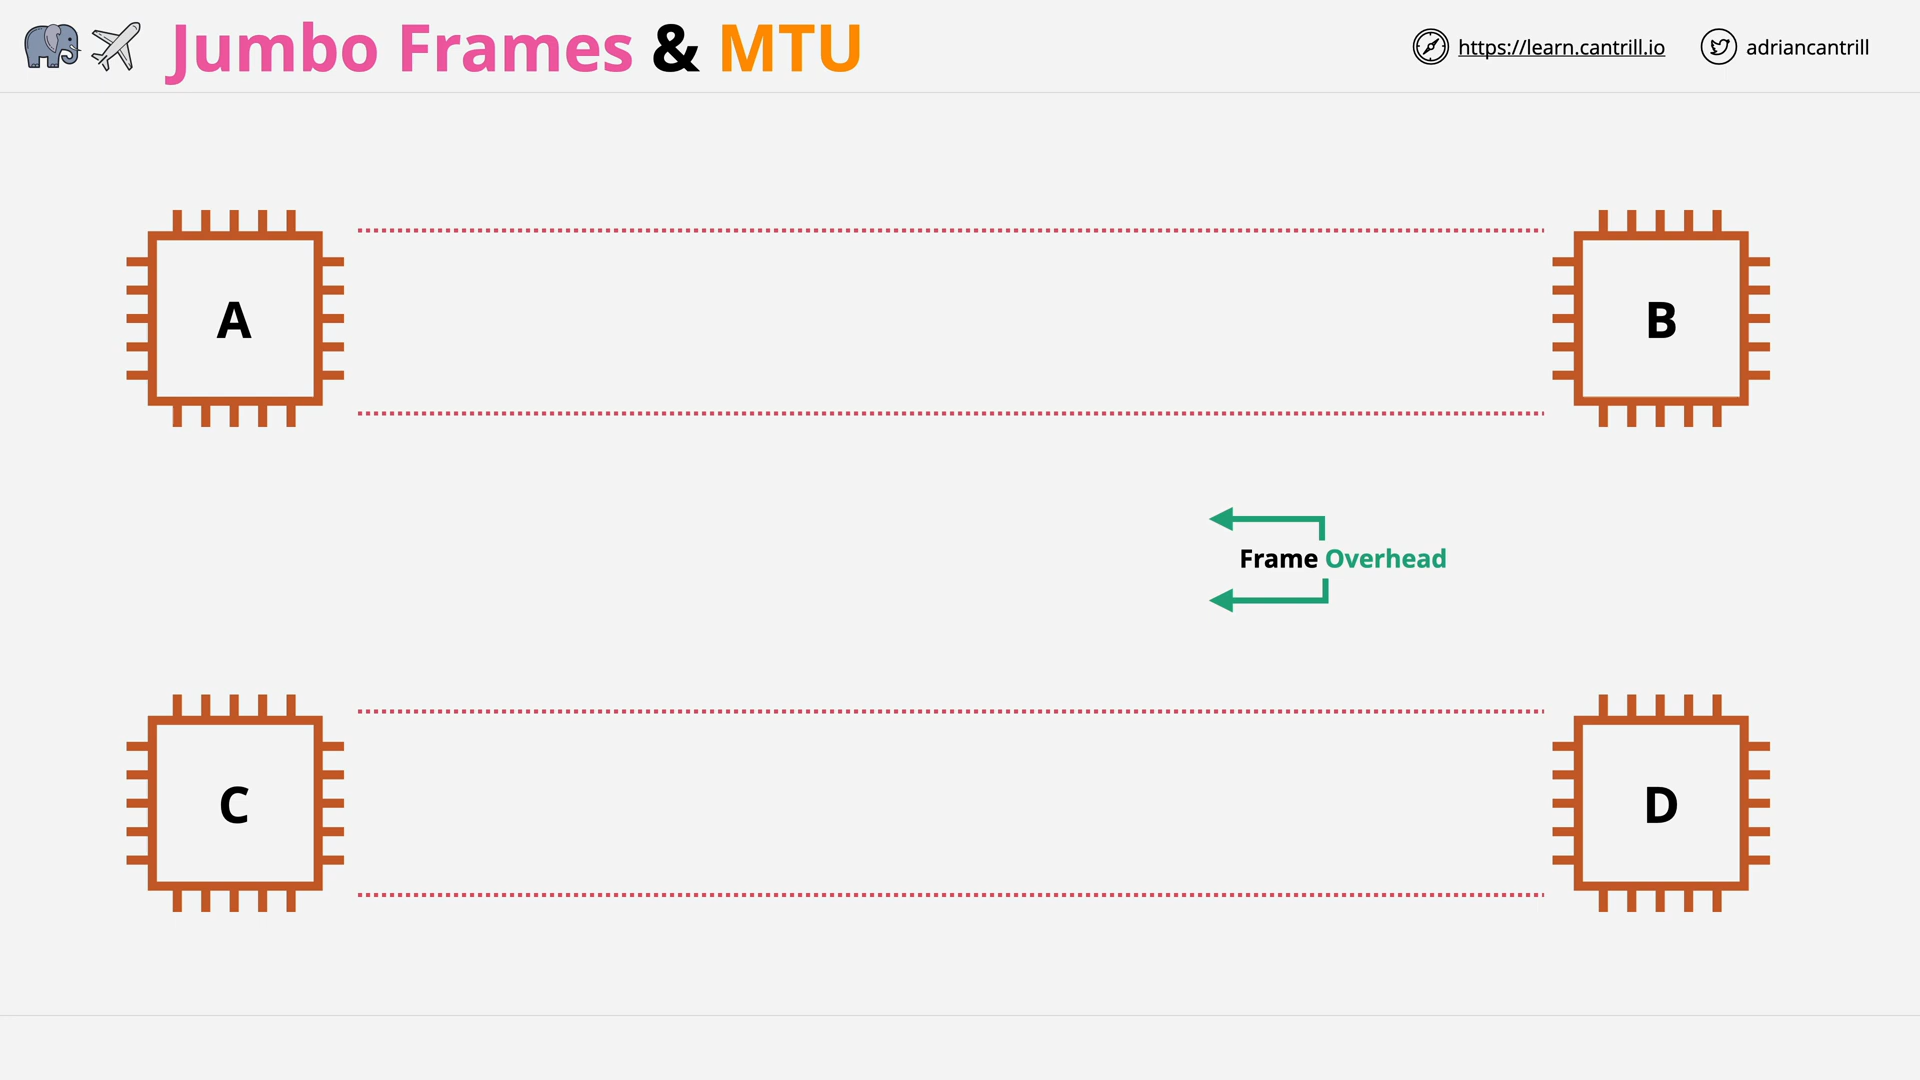 Jumbo Frames & MTU
https://learn.cantrill.io
adriancantrill
A
B
Frame Overhead
C
D